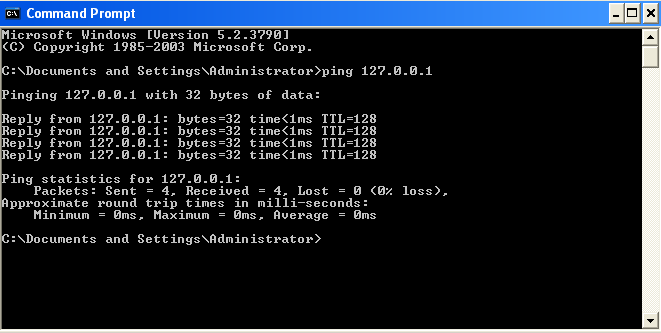 Command Prompt
Microsoft Windows [Version 5.2.3790]
(C) Copyright 1985-2003 Microsoft Corp.
C:\Documents and Settings\Administrator>ping 127.0.0.1
Pinging 127.0.0.1 with 32 bytes of data:
Reply from 127.0.0.1: bytes=32 time<1ms TTL=128
Reply from 127.0.0.1: bytes=32 time<1ms TTL=128
Reply from 127.0.0.1: bytes=32 time<1ms TTL=128
Reply from 127.0.0.1: bytes=32 time<1ms TTL=128
Ping statistics for 127.0.0.1:
    Packets: Sent = 4, Received = 4, Lost = 0 (0% loss),
Approximate round trip times in milli-seconds:
    Minimum = 0ms, Maximum = 0ms, Average = 0ms
C:\Documents and Settings\Administrator>